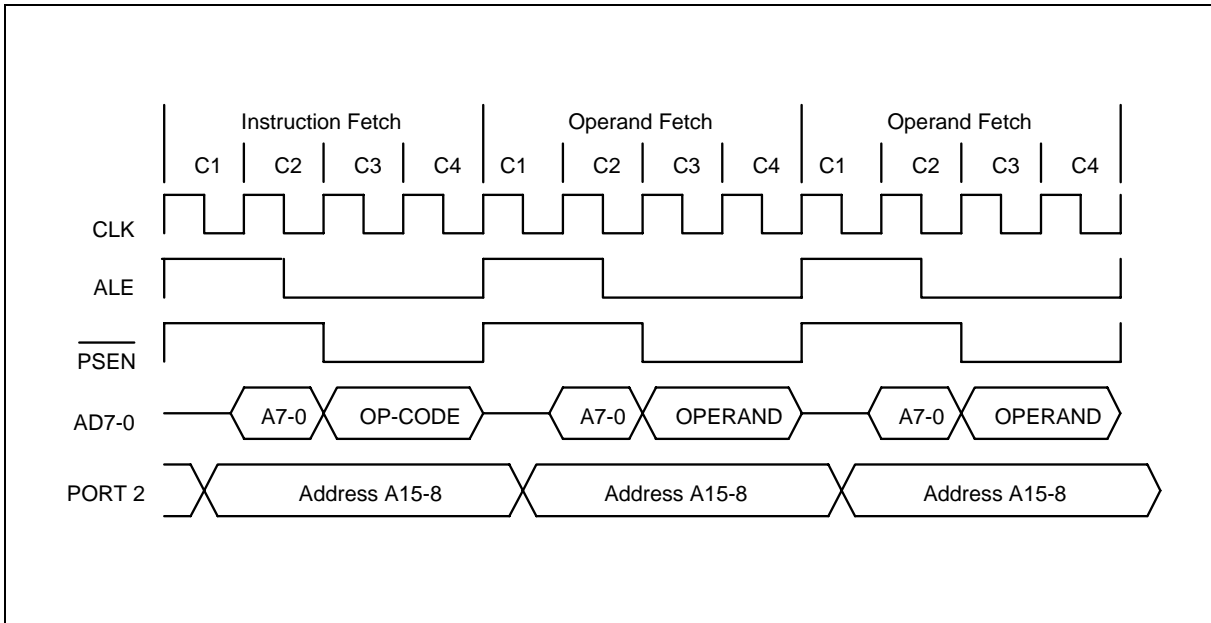 Instruction Fetch Operand Fetch Operand Fetch
C1 C2 C3 C4 C1 C2 C3 C4 C1 C2 C3 C4
CLK
ALE
PSEN
AD7-0 A7-0 OP-CODE A7-0 OPERAND A7-0 OPERAND
PORT 2 Address A15-8 Address A15-8 Address A15-8